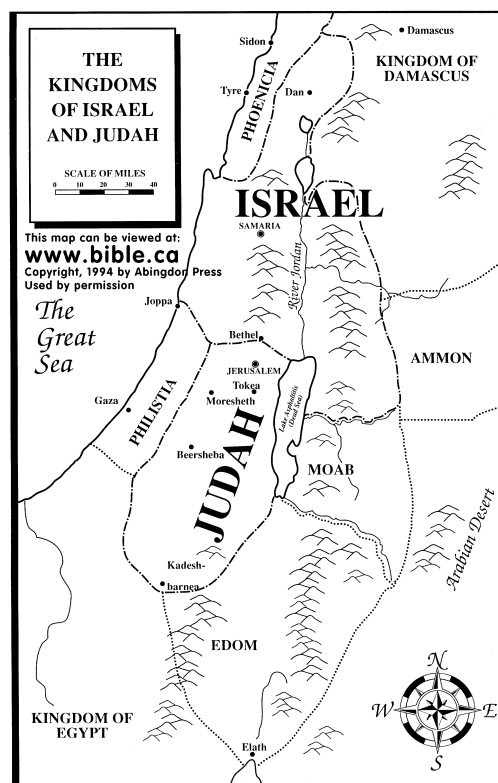 THE
KINGDOMS
OF ISRAEL
AND JUDAH
SCALE OF MILES
0 10 20 30 40
This map can be viewed at:
www.bible.ca
Copyright, 1994 by Abingdon Press
Used by permission
Damascus
KINGDOM OF
DAMASCUS
Sidon
PHOENICIA
Tyre
Dan
ISRAEL
SAMARIA
River Jordan
Joppa
The
Great
Sea
Bethel
JERUSALEM
AMMON
Tokea
Moresheth
Gaza
PHILISTIA
Lake Asphaltitis
(Dead Sea)
Beersheba
JUDAH
MOAB
Arabian Desert
Kadesh-
barnea
EDOM
KINGDOM OF
EGYPT
Elath
N
W
E
S